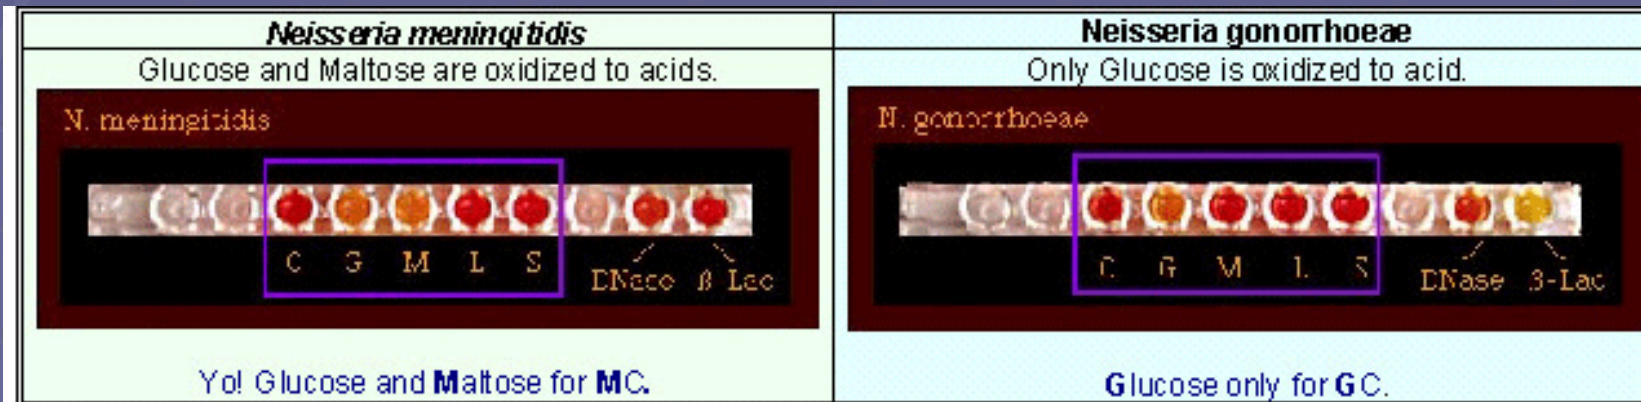 Neisseria meningitidis
Glucose and Maltose are oxidized to acids.
N. meningitidis
C G M L S
DNase β Lac
Yo! Glucose and Maltose for MC.
Neisseria gonorrhoeae
Only Glucose is oxidized to acid.
N. gonorrhoeae
C G M L S
DNase β-Lac
Glucose only for GC.